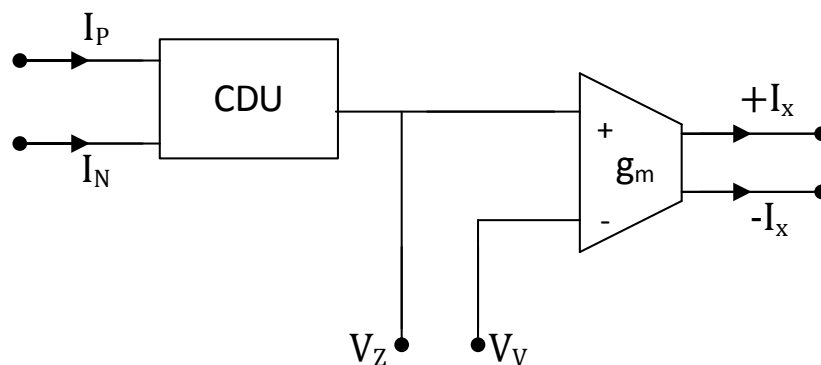 I_P
CDU
I_N
+
g_m
-
+I_x
-I_x
V_Z
V_V